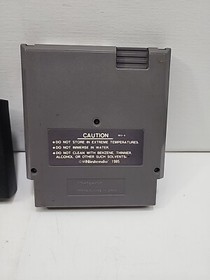 CAUTION
• DO NOT STORE IN EXTREME TEMPERATURES.
• DO NOT IMMERSE IN WATER.
• DO NOT CLEAN WITH BENZENE, THINNER,
ALCOHOL OR OTHER SUCH SOLVENTS.
©Nintendo 1985